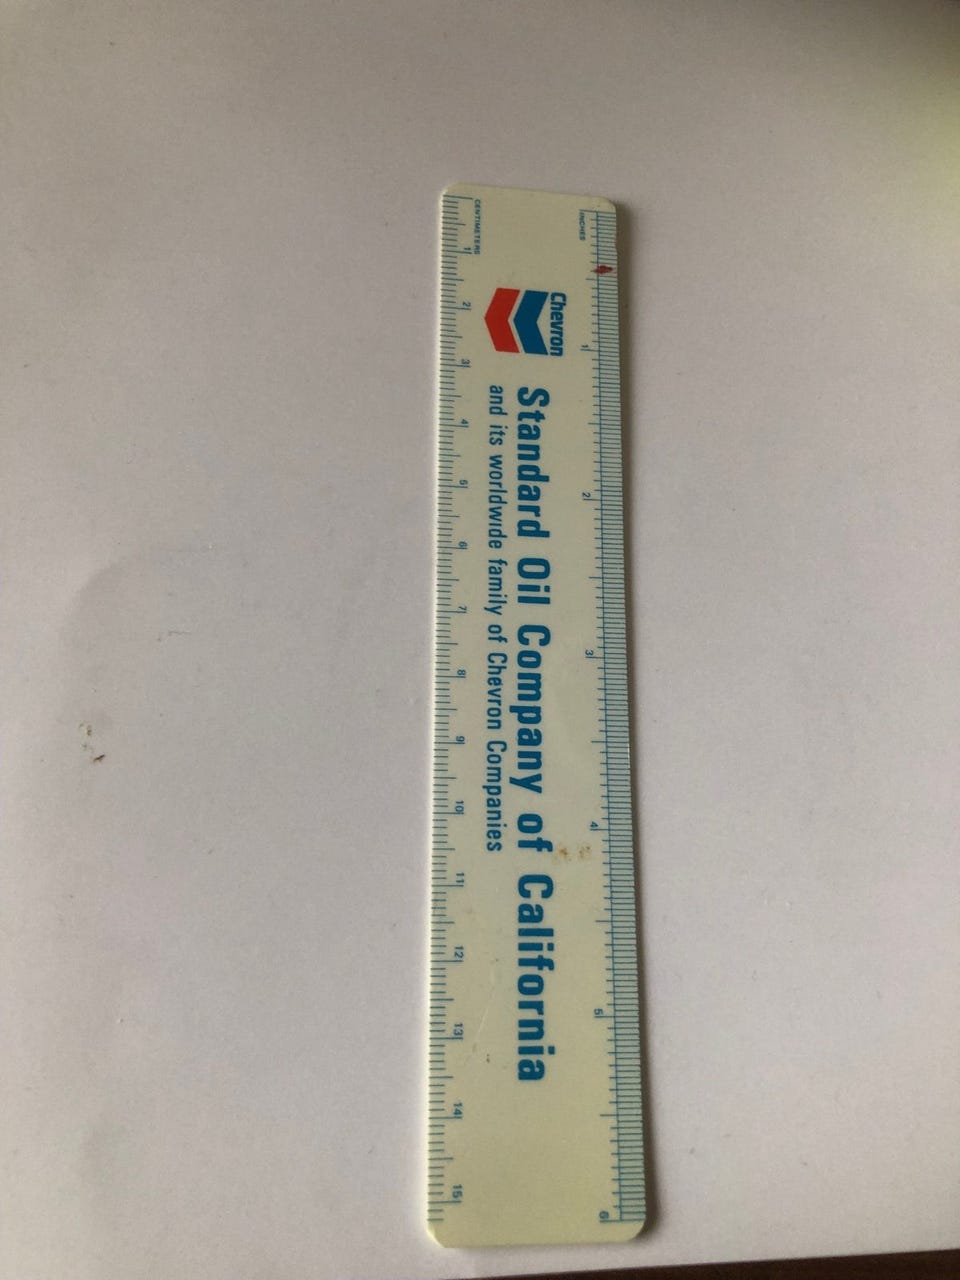 INCHES
1 2 3 4 5 6
Chevron
Standard Oil Company of California
and its worldwide family of Chevron Companies
CENTIMETERS
1 2 3 4 5 6 7 8 9 10 11 12 13 14 15